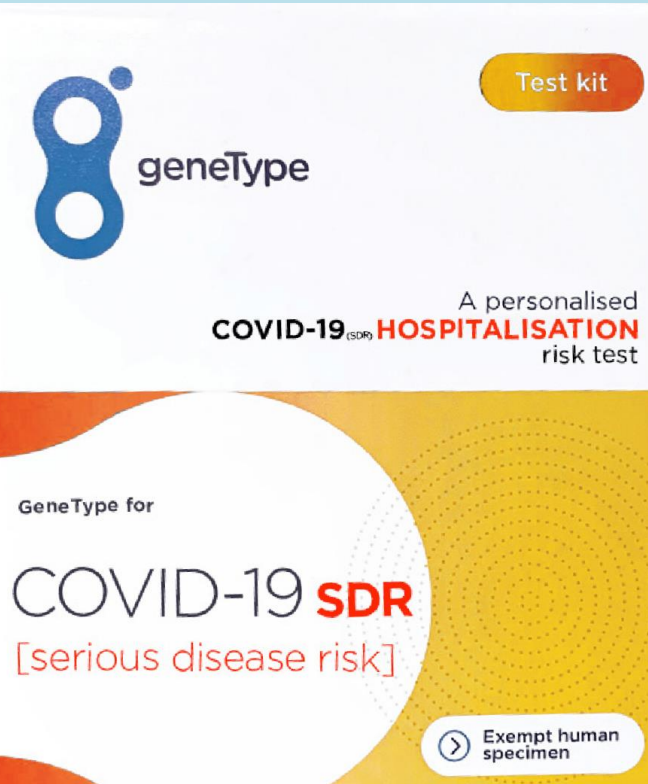 Test kit
geneType
A personalised
COVID-19 (SDR) HOSPITALISATION
risk test
GeneType for
COVID-19 SDR
[serious disease risk]
Exempt human
specimen